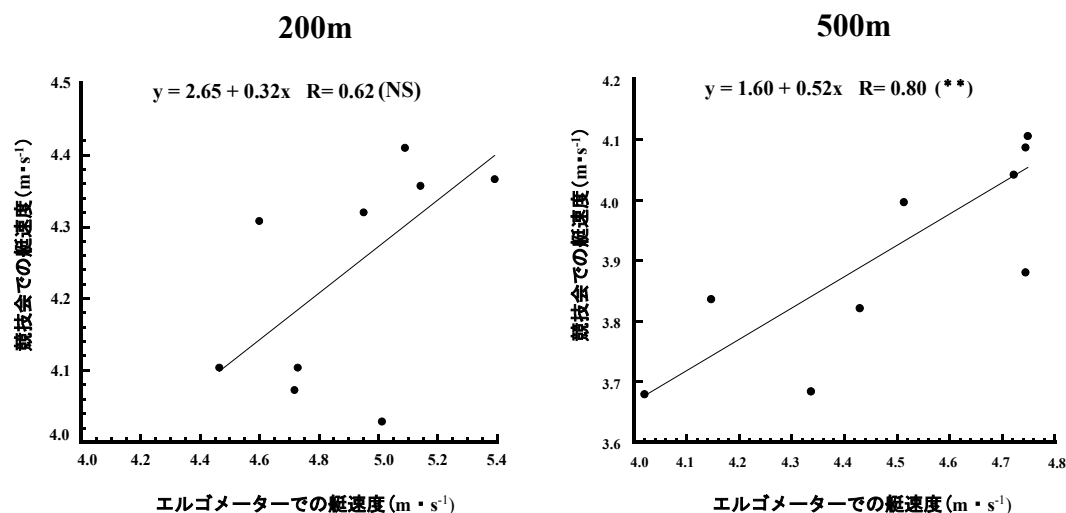 200m
y = 2.65 + 0.32x R= 0.62 (NS)
競技会での艇速度(m・s-1)
4.5
4.4
4.3
4.2
4.1
4.0
4.0 4.2 4.4 4.6 4.8 5.0 5.2 5.4
エルゴメーターでの艇速度(m・s-1)
500m
y = 1.60 + 0.52x R= 0.80 (**)
競技会での艇速度(m・s-1)
4.2
4.1
4.0
3.9
3.8
3.7
3.6
4.0 4.1 4.2 4.3 4.4 4.5 4.6 4.7 4.8
エルゴメーターでの艇速度(m・s-1)